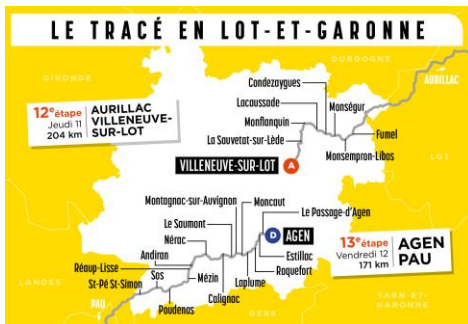 LE TRACÉ EN LOT-ET-GARONNE
DORDOGNE
GIRONDE
AURILLAC
Condezaygues
12e étape
Jeudi 11
204 km
AURILLAC
VILLENEUVE-
SUR-LOT
Lacaussade
Monségur
Monflanquin
Fumel
La Sauvetat-sur-Lède
LOT
Monsempron-Libos
VILLENEUVE-SUR-LOT
A
Montagnac-sur-Auvignon
Moncaut
Le Passage-d'Agen
Le Saumont
D
AGEN
Nérac
13e étape
Vendredi 12
171 km
AGEN
PAU
Andiran
Estillac
Réaup-Lisse
Roquefort
Sos
Mézin
Laplume
LANDES
St-Pé St-Simon
Calignac
TARN-ET-
GARONNE
PAU
Poudenas
GERS